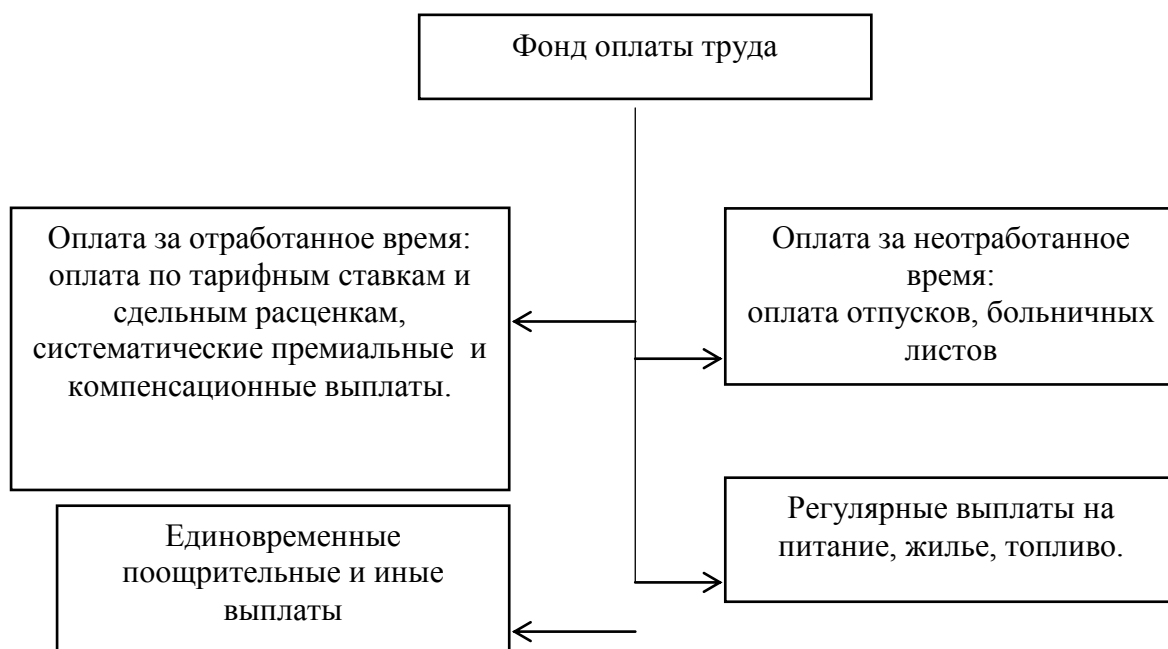 Фонд оплаты труда
Оплата за отработанное время:
оплата по тарифным ставкам и
сдельным расценкам,
систематические премиальные и
компенсационные выплаты.
Оплата за неотработанное
время:
оплата отпусков, больничных
листов
Единовременные
поощрительные и иные
выплаты
Регулярные выплаты на
питание, жилье, топливо.